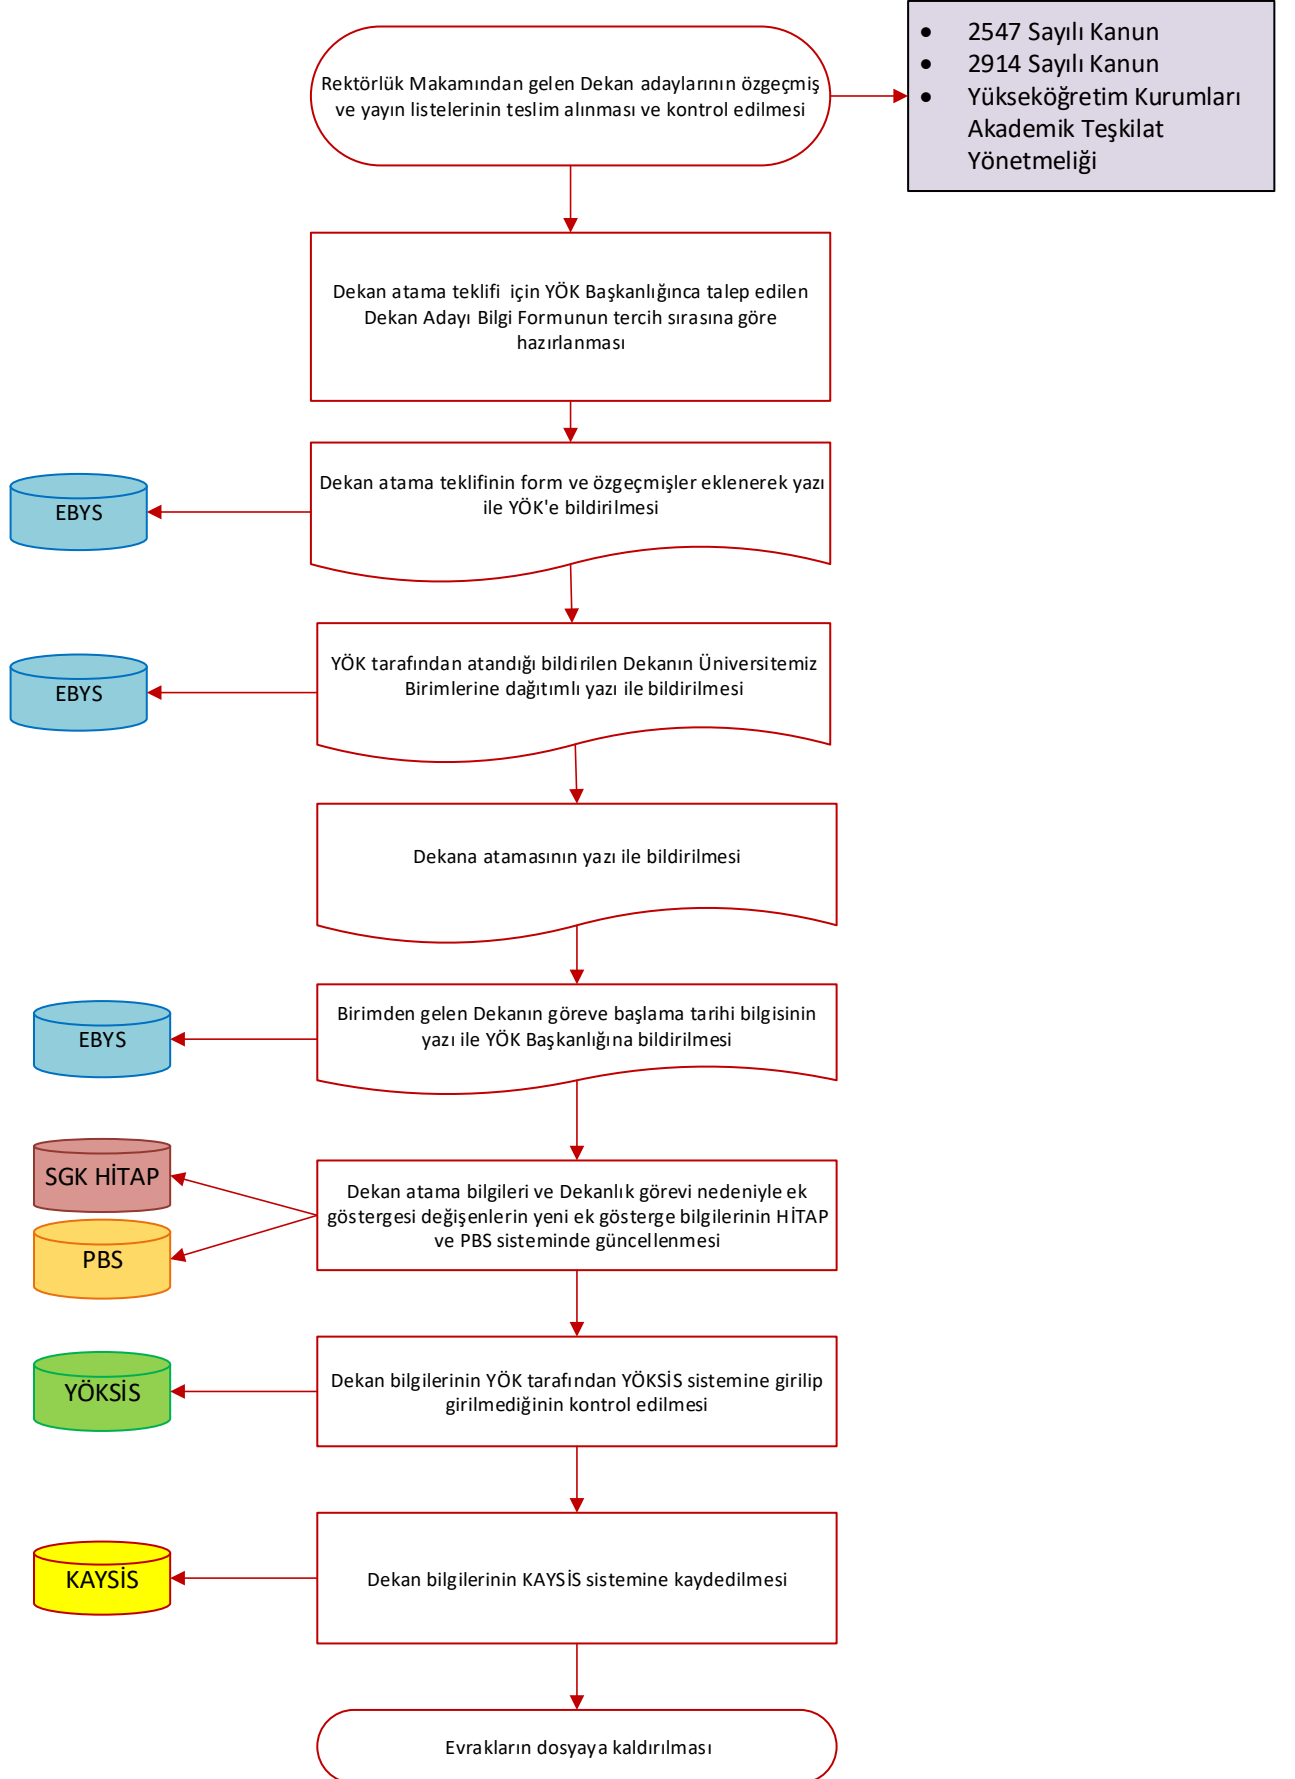 Rektörlük Makamından gelen Dekan adaylarının özgeçmiş
ve yayın listelerinin teslim alınması ve kontrol edilmesi
• 2547 Sayılı Kanun
• 2914 Sayılı Kanun
• Yükseköğretim Kurumları
Akademik Teşkilat
Yönetmeliği
Dekan atama teklifi için YÖK Başkanlığınca talep edilen
Dekan Adayı Bilgi Formunun tercih sırasına göre
hazırlanması
Dekan atama teklifinin form ve özgeçmişler eklenerek yazı
ile YÖK'e bildirilmesi
EBYS
YÖK tarafından atandığı bildirilen Dekanın Üniversitemiz
Birimlerine dağıtımlı yazı ile bildirilmesi
EBYS
Dekana atamasının yazı ile bildirilmesi
Birimden gelen Dekanın göreve başlama tarihi bilgisinin
yazı ile YÖK Başkanlığına bildirilmesi
EBYS
SGK HİTAP
PBS
Dekan atama bilgileri ve Dekanlık görevi nedeniyle ek
göstergesi değişenlerin yeni ek gösterge bilgilerinin HİTAP
ve PBS sisteminde güncellenmesi
Dekan bilgilerinin YÖK tarafından YÖKSİS sistemine girilip
girilmediğinin kontrol edilmesi
YÖKSİS
Dekan bilgilerinin KAYSİS sistemine kaydedilmesi
KAYSİS
Evrakların dosyaya kaldırılması